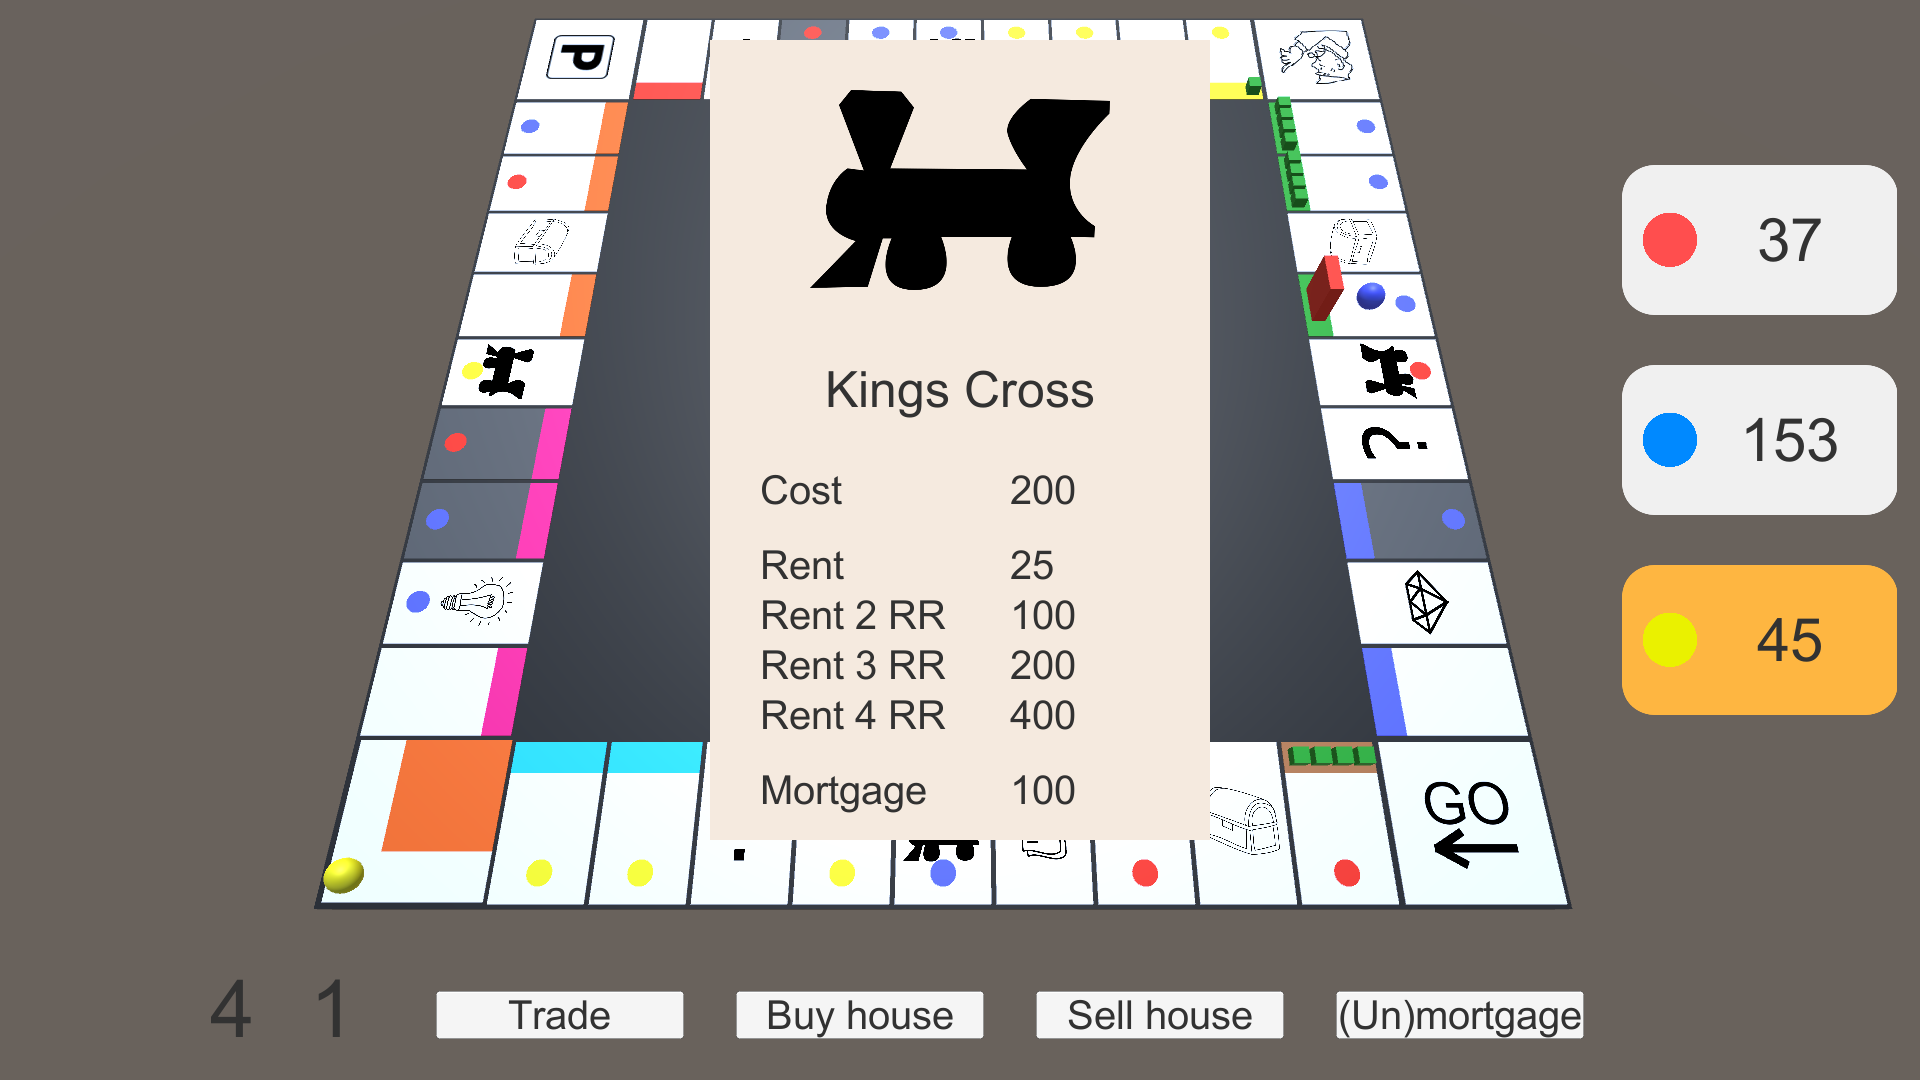 P
Kings Cross
Cost 200
Rent 25
Rent 2 RR 100
Rent 3 RR 200
Rent 4 RR 400
Mortgage 100
37
153
45
?
GO
4 1
Trade
Buy house
Sell house
(Un)mortgage